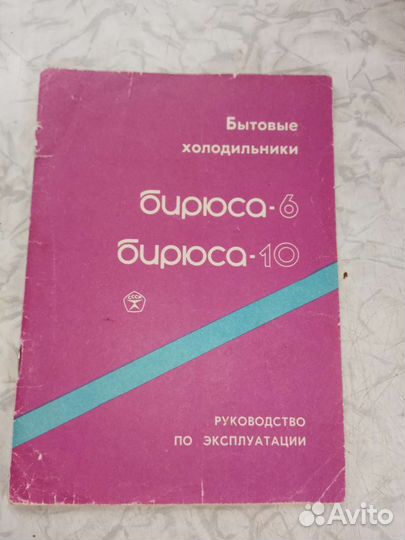 Бытовые
холодильники
бирюса-6
бирюса-10
СССР
РУКОВОДСТВО
ПО ЭКСПЛУАТАЦИИ
Avito